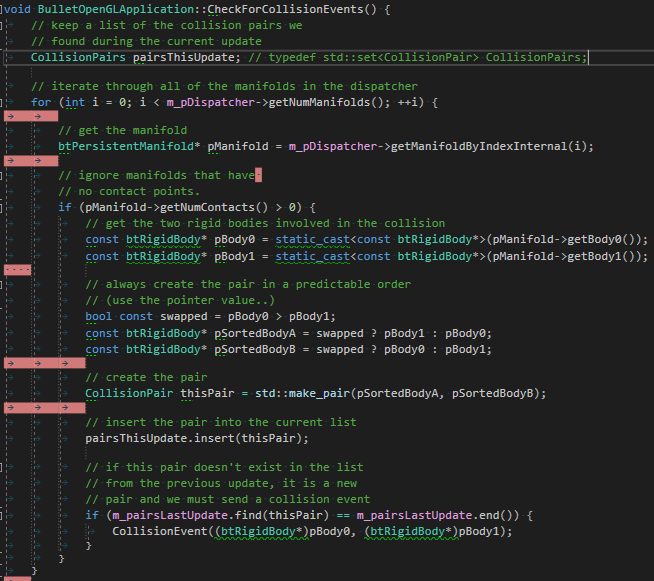 void BulletOpenGLApplication::CheckForCollisionEvents() {
// keep a list of the collision pairs we
// found during the current update
CollisionPairs pairsThisUpdate; // typedef std::set<CollisionPair> CollisionPairs;
// iterate through all of the manifolds in the dispatcher
for (int i = 0; i < m_pDispatcher->getNumManifolds(); ++i) {
// get the manifold
btPersistentManifold* pManifold = m_pDispatcher->getManifoldByIndexInternal(i);
// ignore manifolds that have
// no contact points.
if (pManifold->getNumContacts() > 0) {
// get the two rigid bodies involved in the collision
const btRigidBody* pBody0 = static_cast<const btRigidBody*>(pManifold->getBody0());
const btRigidBody* pBody1 = static_cast<const btRigidBody*>(pManifold->getBody1());
// always create the pair in a predictable order
// (use the pointer value..)
bool const swapped = pBody0 > pBody1;
const btRigidBody* pSortedBodyA = swapped ? pBody1 : pBody0;
const btRigidBody* pSortedBodyB = swapped ? pBody0 : pBody1;
// create the pair
CollisionPair thisPair = std::make_pair(pSortedBodyA, pSortedBodyB);
// insert the pair into the current list
pairsThisUpdate.insert(thisPair);
// if this pair doesn't exist in the list
// from the previous update, it is a new
// pair and we must send a collision event
if (m_pairsLastUpdate.find(thisPair) == m_pairsLastUpdate.end()) {
CollisionEvent((btRigidBody*)pBody0, (btRigidBody*)pBody1);
}
}
}